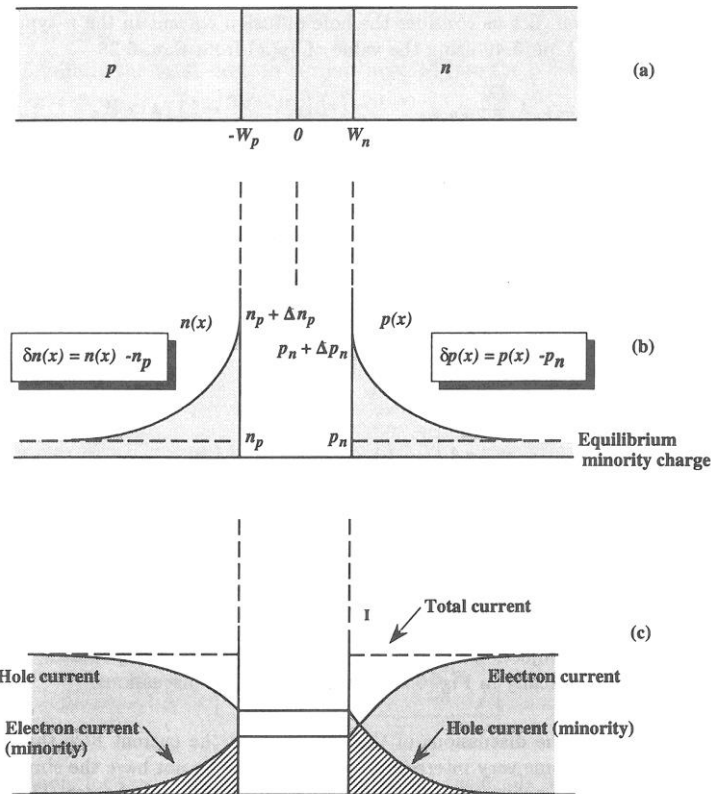 p n (a)
-W_p 0 W_n
n(x) n_p + Δn_p p(x)
δn(x) = n(x) -n_p p_n + Δp_n δp(x) = p(x) -p_n (b)
n_p p_n Equilibrium
minority charge
I Total current
(c)
Hole current Electron current
Electron current Hole current (minority)
(minority)